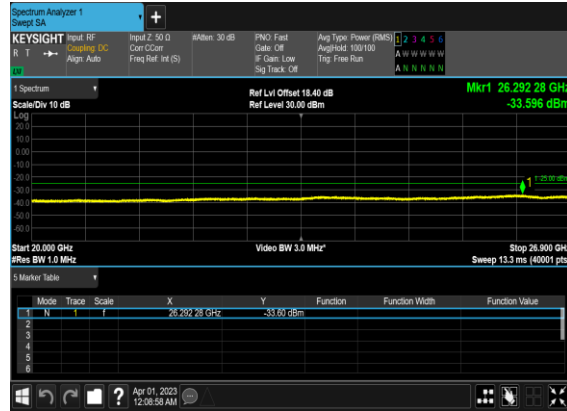 Spectrum Analyzer 1
Swept SA
+
KEYSIGHT Input: RF Input Z: 50 Ω #Atten: 30 dB PNO: Fast Avg Type: Power (RMS) 1 2 3 4 5 6
R T Coupling: DC Corr CCorr Gate: Off Avg|Hold: 100/100 A W W W W W
Align: Auto Freq Ref: Int (S) IF Gain: Low Trig: Free Run
Sig Track: Off A N N N N N
1 Spectrum
Ref Lvl Offset 18.40 dB Mkr1 26.292 28 GHz
Scale/Div 10 dB Ref Level 30.00 dBm -33.596 dBm
Log
20.0
10.0
0.00
-10.0
-20.0
-30.0
-40.0
-50.0
-60.0
1
Start 20.000 GHz Video BW 3.0 MHz* Stop 26.900 GHz
#Res BW 1.0 MHz Sweep 13.3 ms (40001 pts)
5 Marker Table
Mode Trace Scale X Y Function Function Width Function Value
1 N 1 f 26.292 28 GHz -33.60 dBm
2
3
4
5
6
? Apr 01, 2023
12:08:58 AM